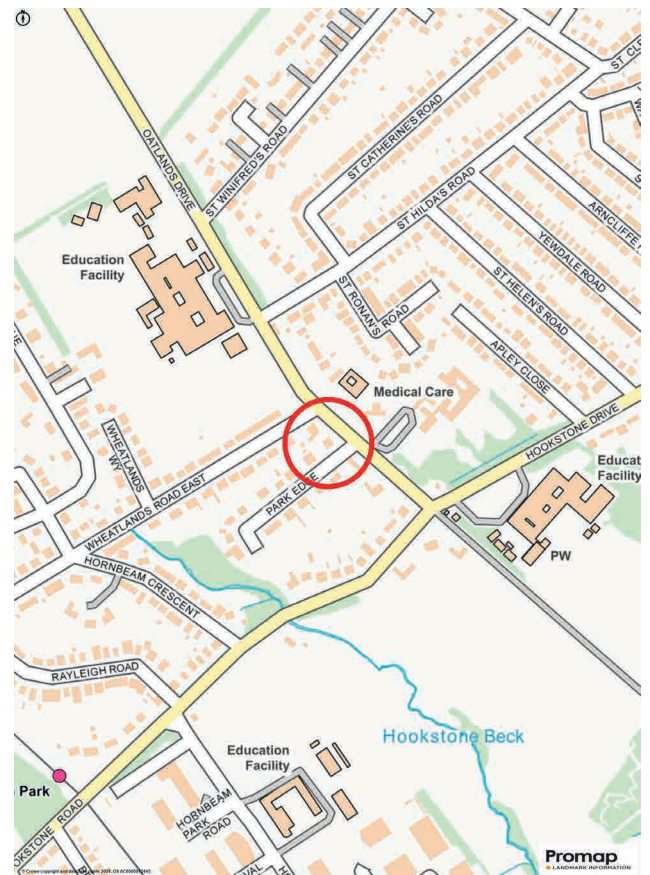 OATLANDS DRIVE
ST WINIFRED'S ROAD
ST CATHERINE'S ROAD
ST HILDA'S ROAD
ARNCLIFFE
YEWDALE ROAD
ST HELEN'S ROAD
ST RONAN'S
ROAD
APLEY CLOSE
Education
Facility
Medical Care
HOOKSTONE DRIVE
WHEATLANDS
WY
WHEATLANDS ROAD EAST
PARK EDGE
Educat
Facility
PW
HORNBEAM CRESCENT
RAYLEIGH ROAD
Hookstone Beck
Education
Facility
Park
HORNBEAM
PARK
ROAD
OOKSTONE ROAD
Promap
LANDMARK INFORMATION